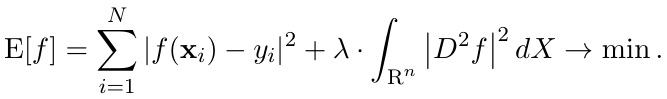 E[f] = \sum_{i=1}^{N} |f(\mathbf{x}_i) - y_i|^2 + \lambda \cdot \int_{\mathrm{R}^n} |D^2 f|^2 \, dX \to \min.